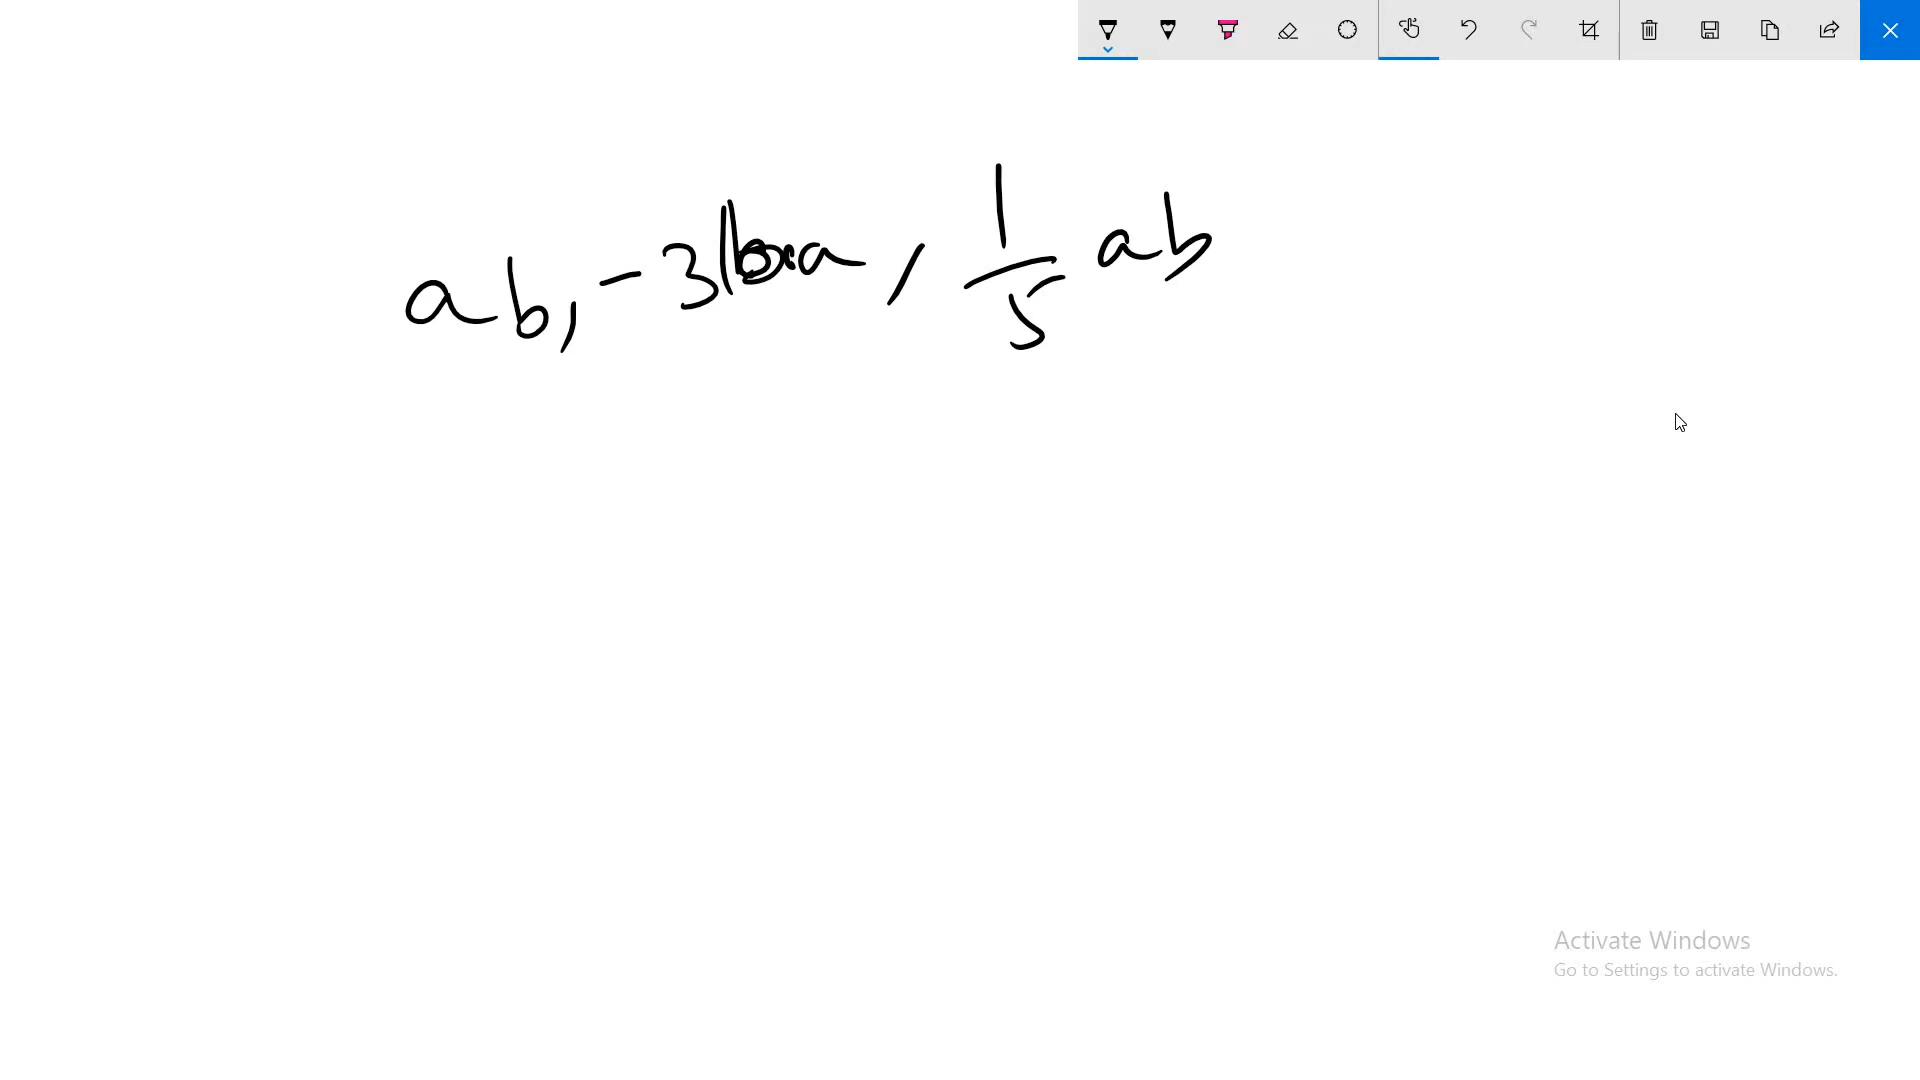 ab, -3ba, 1/5 ab
Activate Windows
Go to Settings to activate Windows.